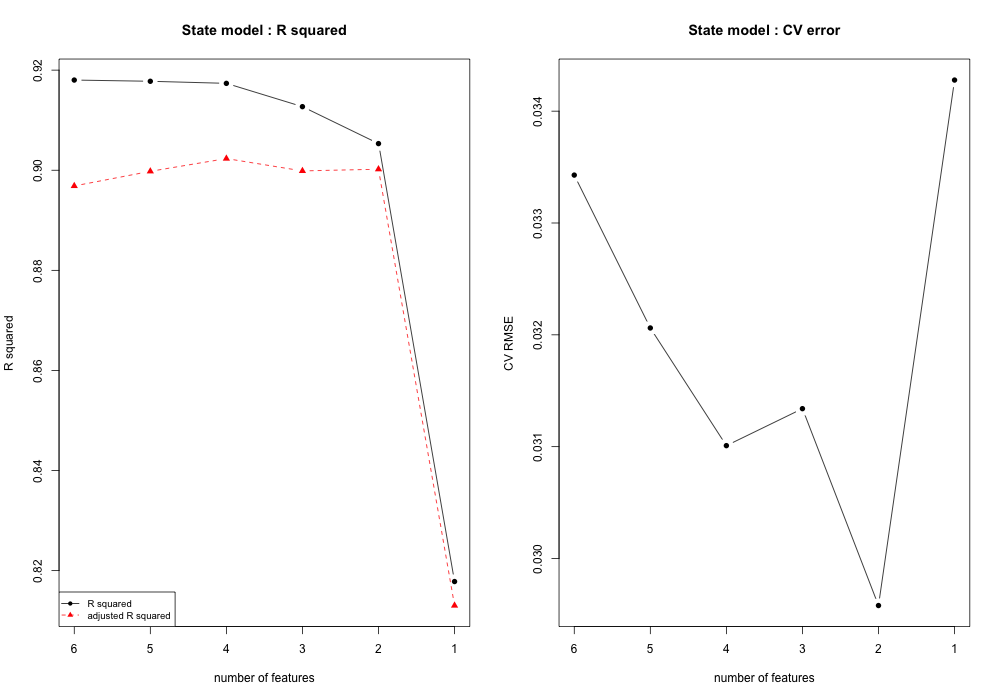 State model : R squared
R squared
0.92
0.90
0.88
0.86
0.84
0.82
R squared
adjusted R squared
6 5 4 3 2 1
number of features
State model : CV error
CV RMSE
0.034
0.033
0.032
0.031
0.030
6 5 4 3 2 1
number of features